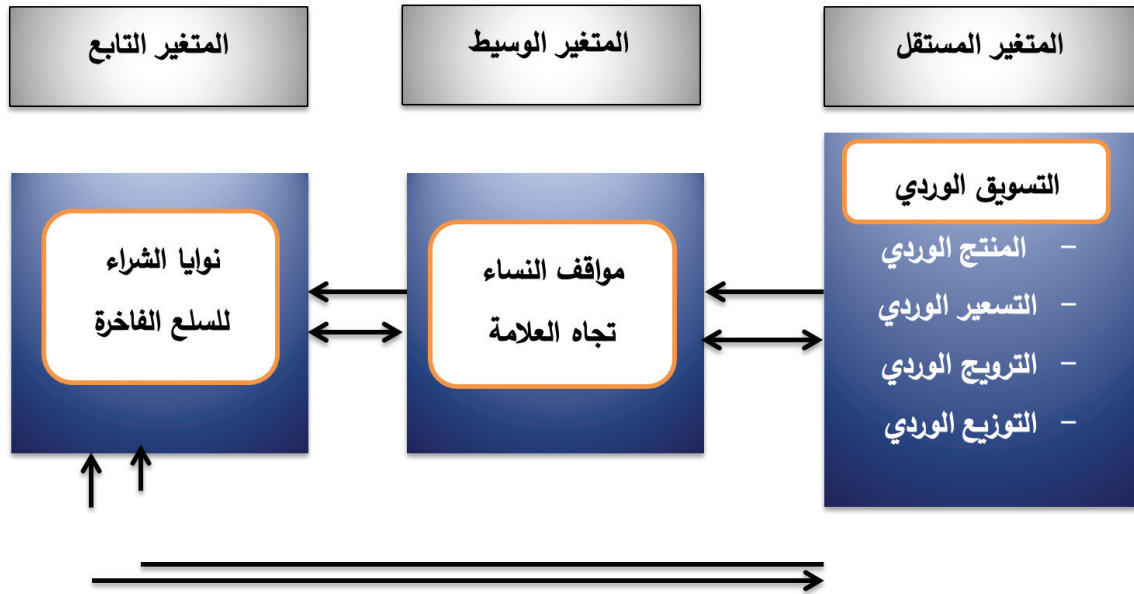 المتغير المستقل
المتغير الوسيط
المتغير التابع
التسويق الوردي
- المنتج الوردي
- التسعير الوردي
- الترويج الوردي
- التوزيع الوردي
مواقف النساء
تجاه العلامة
نوايا الشراء
للسلع الفاخرة